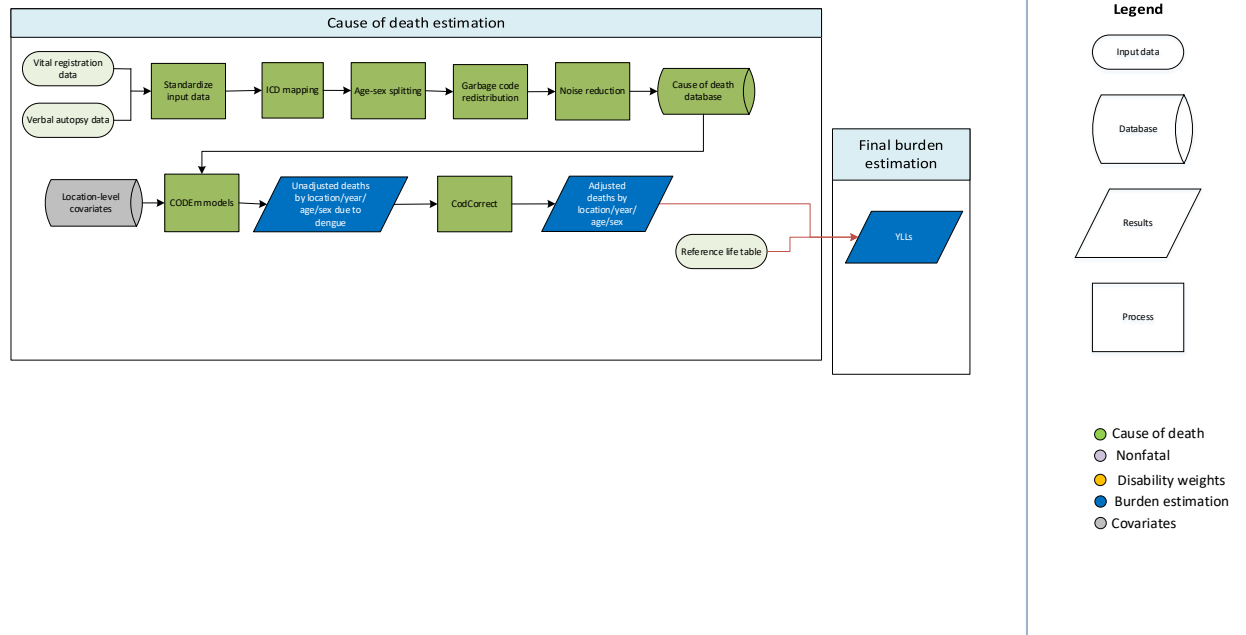 Cause of death estimation
Vital registration
data
Verbal autopsy data
Standardize
input data
ICD mapping
Age-sex splitting
Garbage code
redistribution
Noise reduction
Cause of death
database
Location-level
covariates
CODEm models
Unadjusted deaths
by location/year/
age/sex due to
dengue
CodCorrect
Adjusted
deaths by
location/year/
age/sex
Reference life table
Final burden
estimation
YLLs
Legend
Input data
Database
Results
Process
Cause of death
Nonfatal
Disability weights
Burden estimation
Covariates